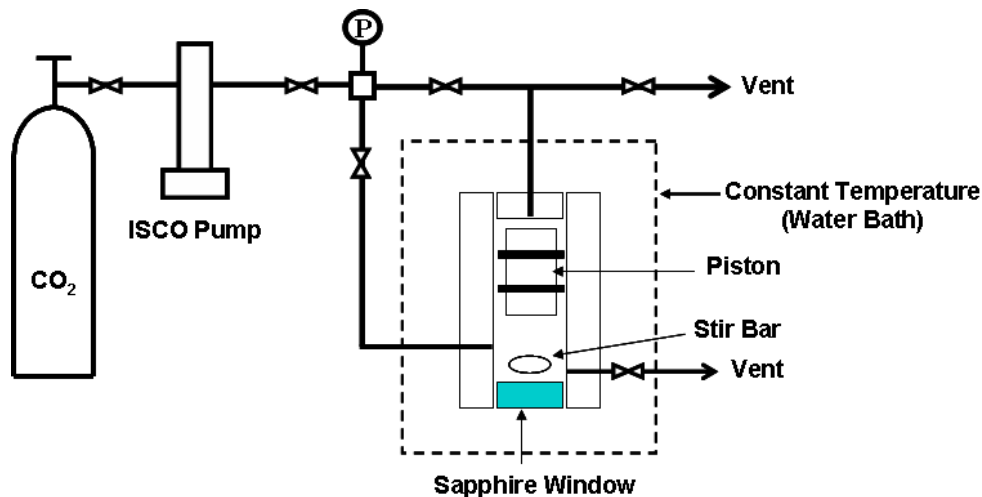 P
Vent
Constant Temperature
(Water Bath)
ISCO Pump
Piston
CO₂
Stir Bar
Vent
Sapphire Window